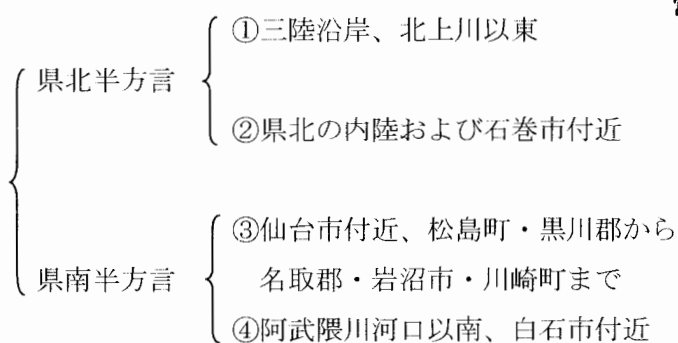 ①三陸沿岸、北上川以東
県北半方言
②県北の内陸および石巻市付近
③仙台市付近、松島町・黒川郡から
名取郡・岩沼市・川崎町まで
県南半方言
④阿武隈川河口以南、白石市付近